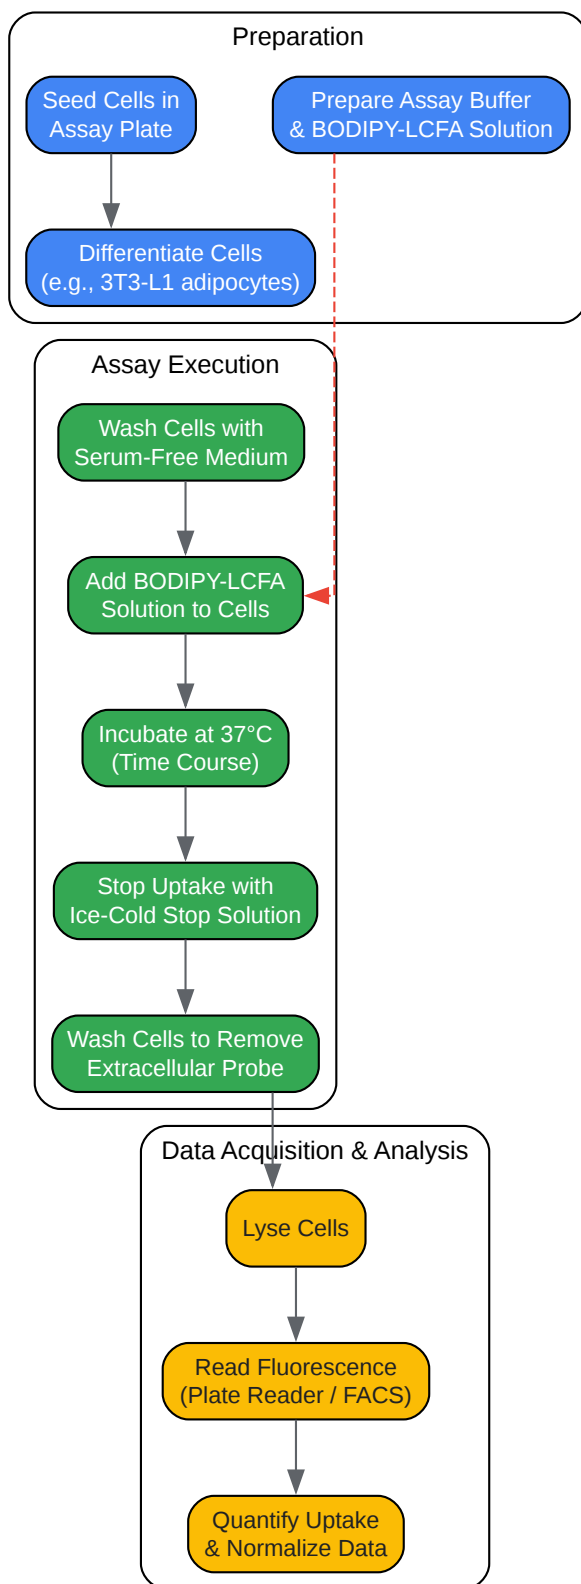 Preparation
Seed Cells in
Assay Plate
Prepare Assay Buffer
& BODIPY-LCFA Solution
Differentiate Cells
(e.g., 3T3-L1 adipocytes)
Assay Execution
Wash Cells with
Serum-Free Medium
Add BODIPY-LCFA
Solution to Cells
Incubate at 37°C
(Time Course)
Stop Uptake with
Ice-Cold Stop Solution
Wash Cells to Remove
Extracellular Probe
Data Acquisition & Analysis
Lyse Cells
Read Fluorescence
(Plate Reader / FACS)
Quantify Uptake
& Normalize Data